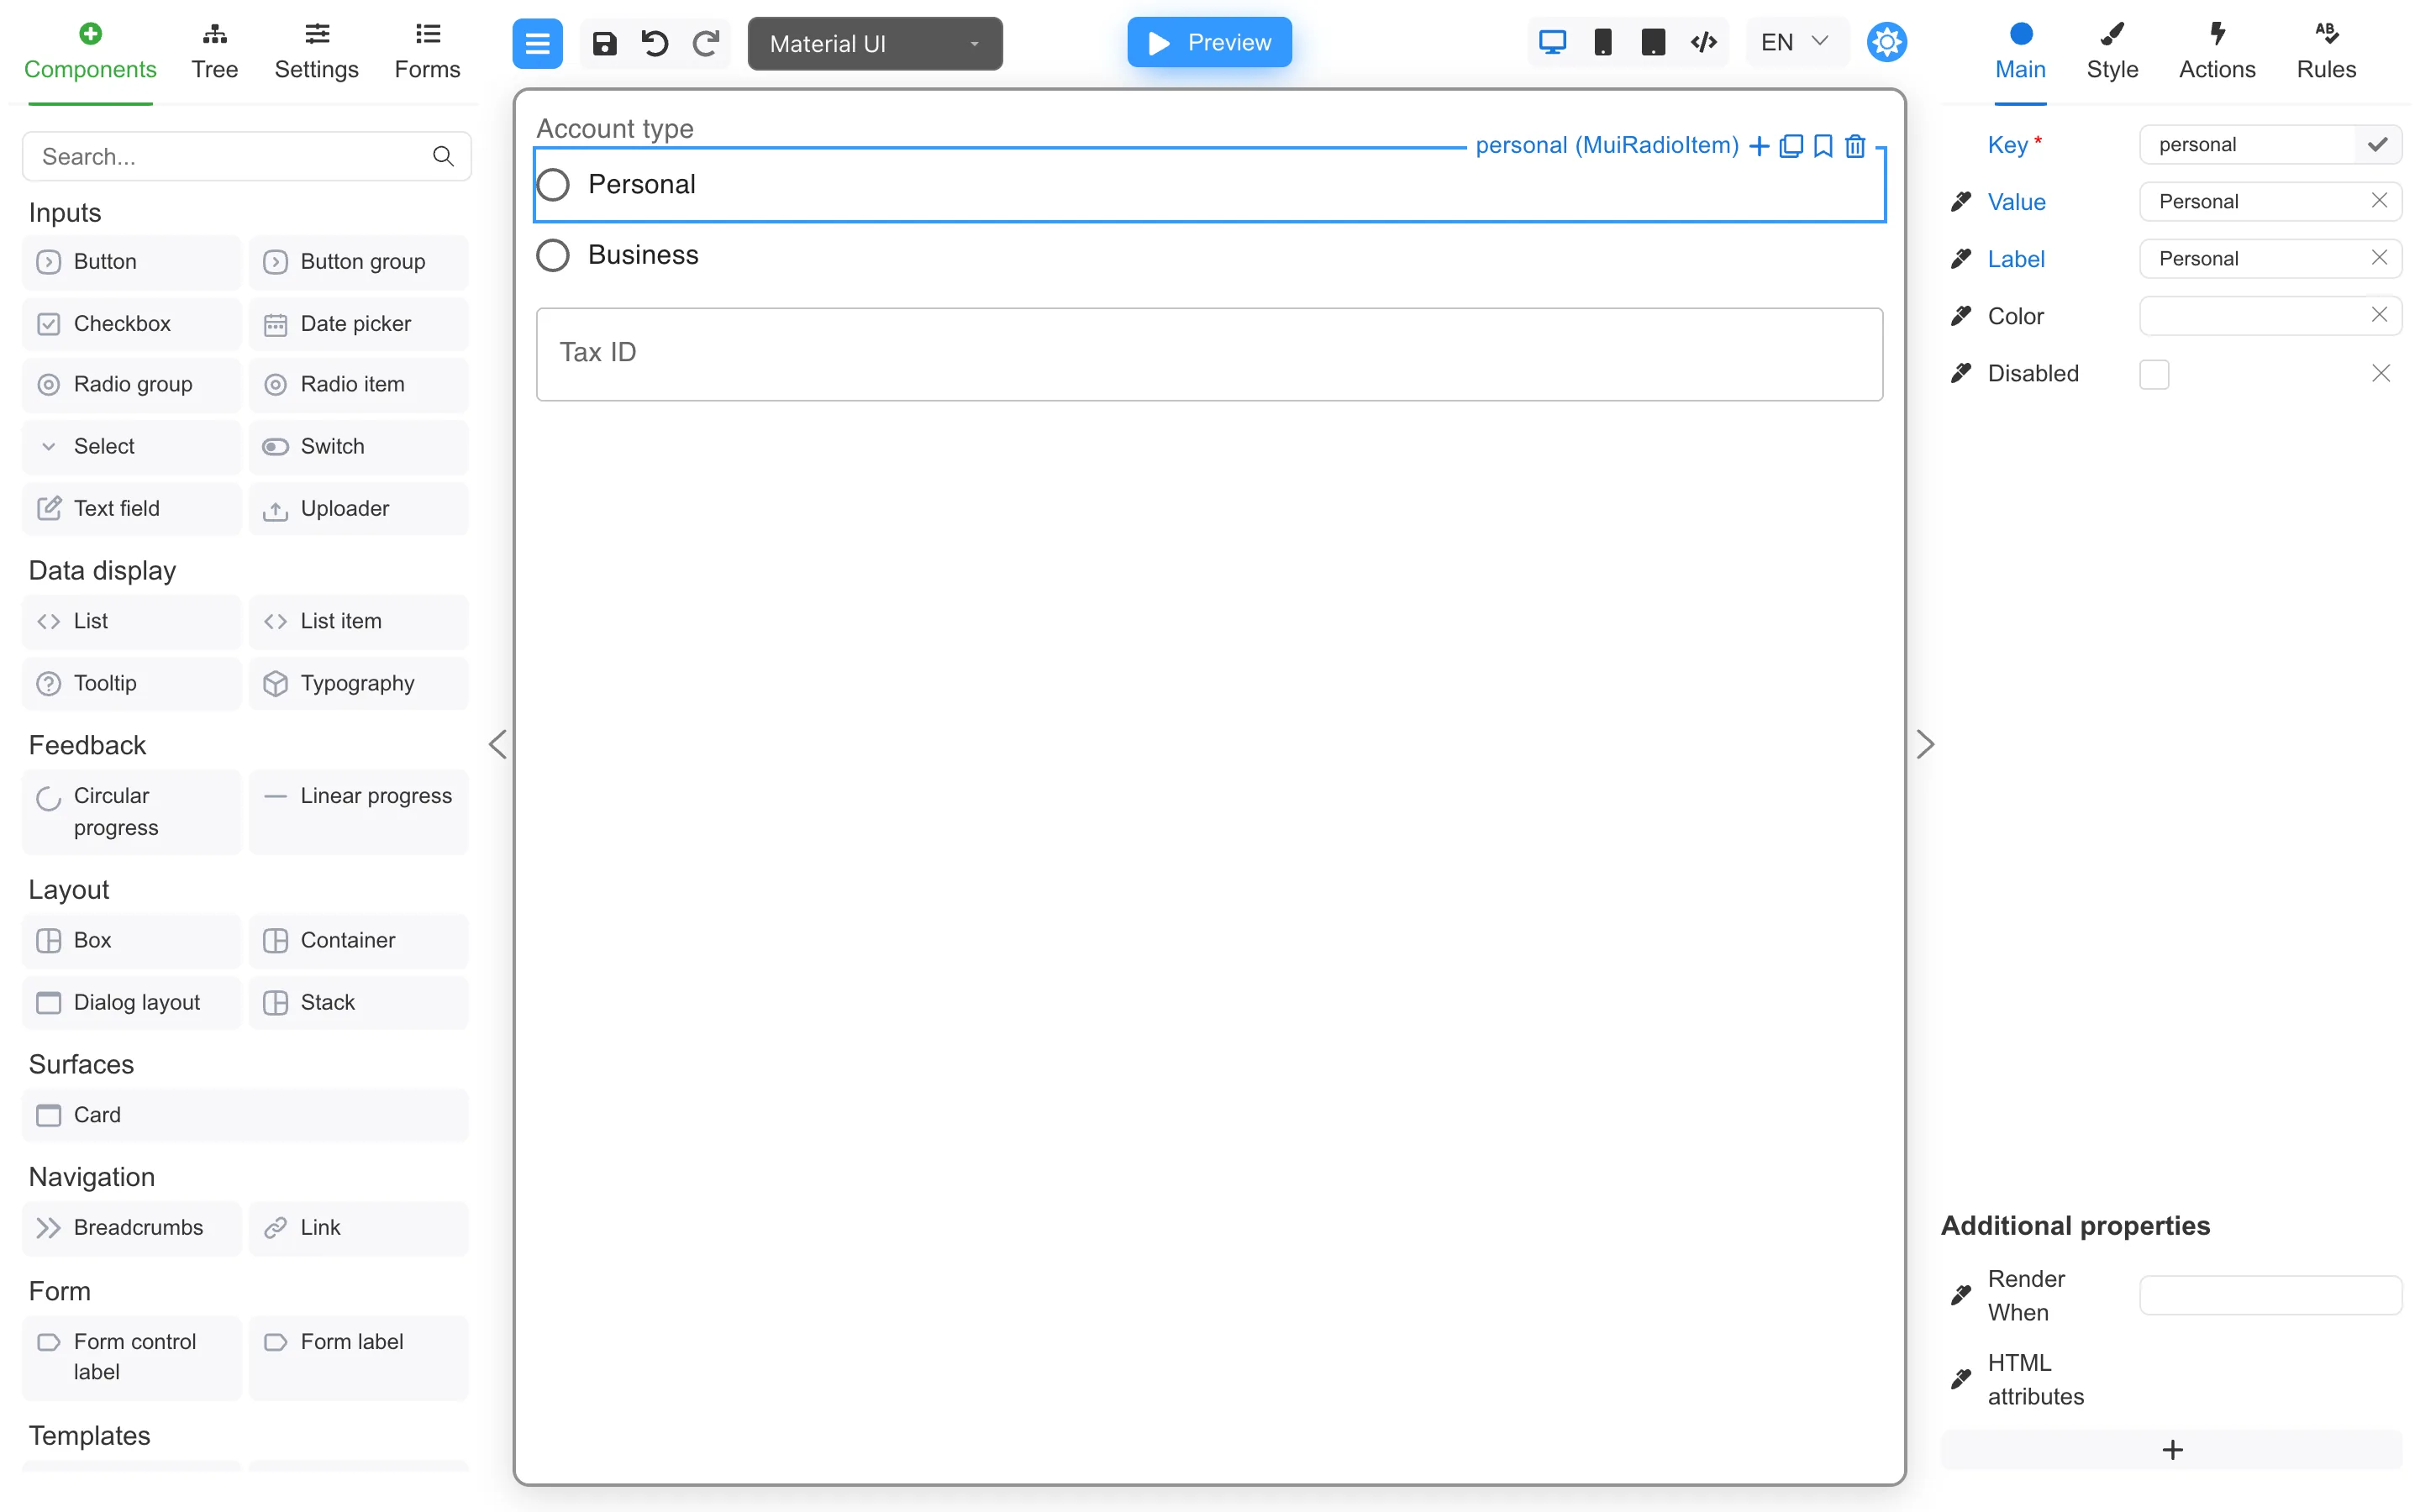 Components
Tree
Settings
Forms
Material UI
Preview
EN
Main
Style
Actions
AB
Rules
Search...
Inputs
Button
Button group
Checkbox
Date picker
Radio group
Radio item
Select
Switch
Text field
Uploader
Data display
List
List item
Tooltip
Typography
Feedback
Circular
progress
Linear progress
Layout
Box
Container
Dialog layout
Stack
Surfaces
Card
Navigation
Breadcrumbs
Link
Form
Form control
label
Form label
Templates
Account type
personal (MuiRadioItem)
Personal
Business
Tax ID
Key *
personal
Value
Personal
Label
Personal
Color
Disabled
Additional properties
Render
When
HTML
attributes